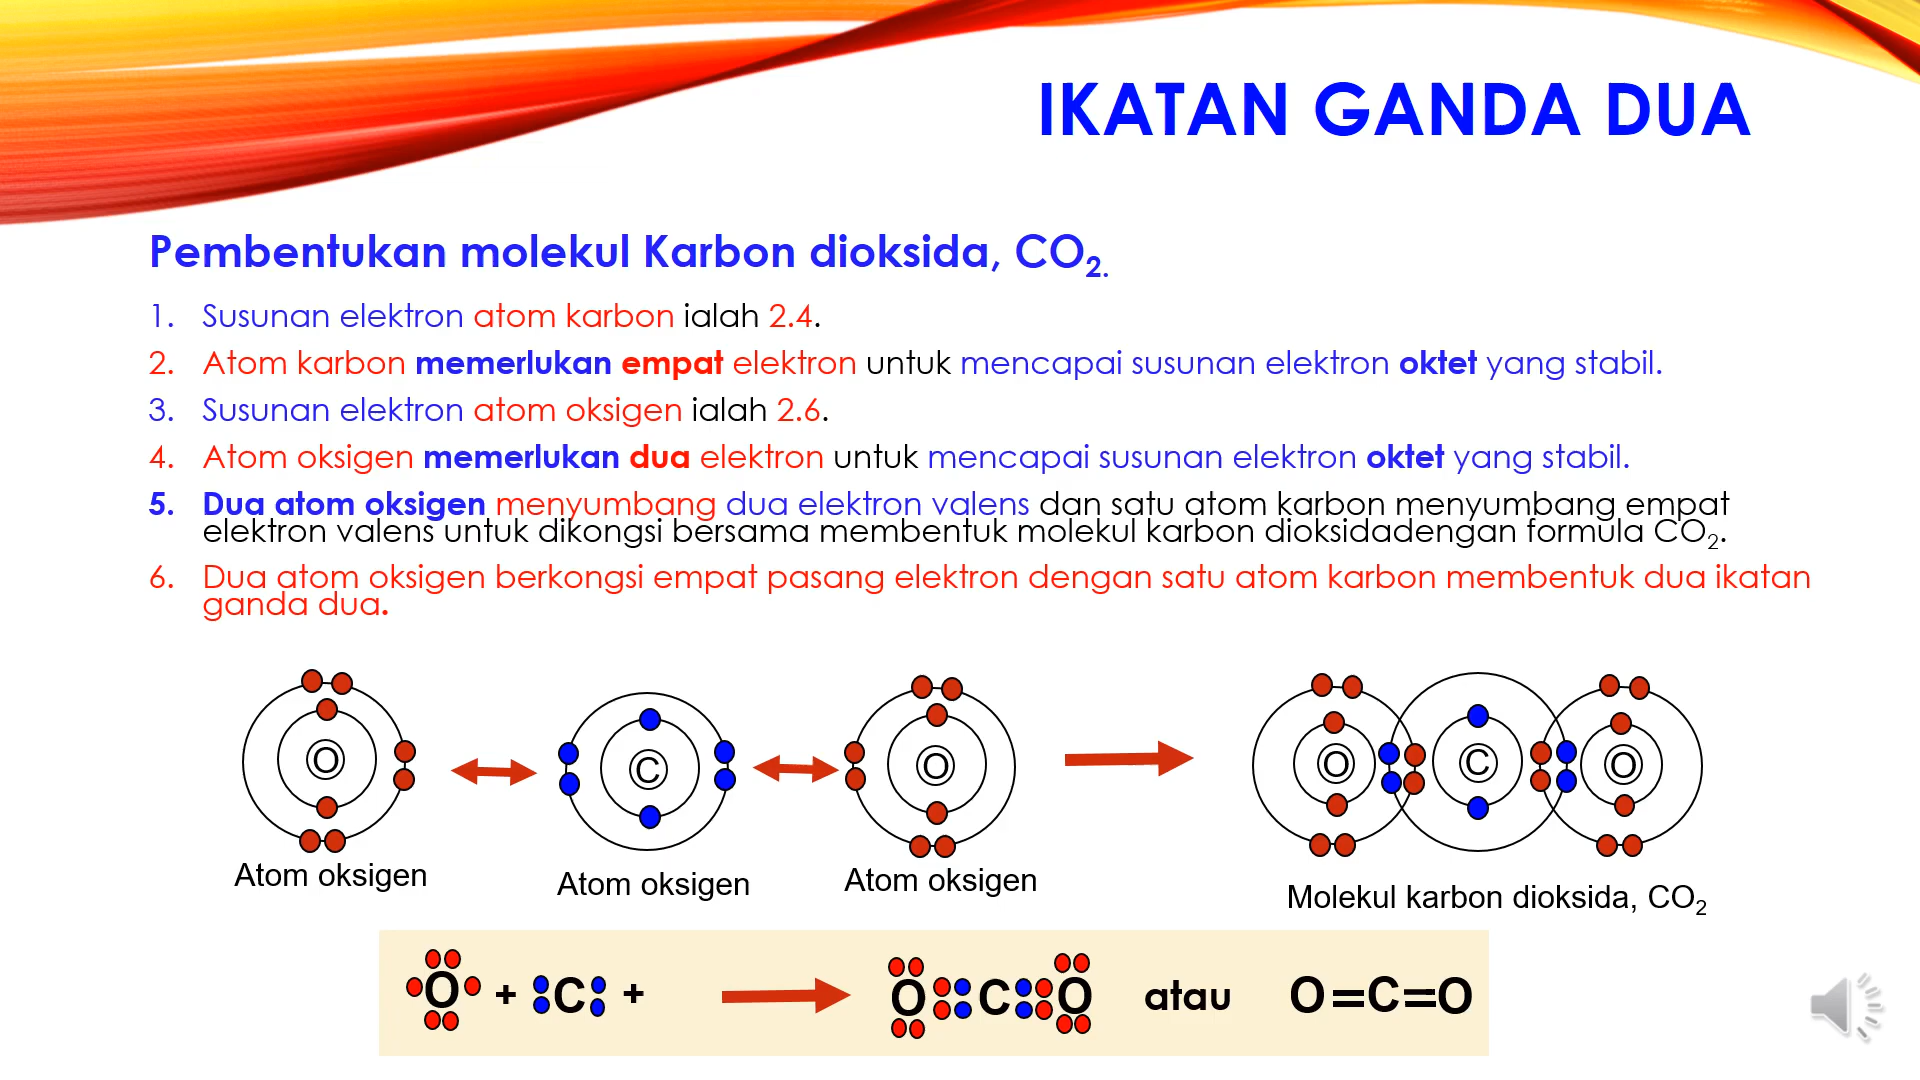 IKATAN GANDA DUA
Pembentukan molekul Karbon dioksida, CO₂.
1. Susunan elektron atom karbon ialah 2.4.
2. Atom karbon memerlukan empat elektron untuk mencapai susunan elektron oktet yang stabil.
3. Susunan elektron atom oksigen ialah 2.6.
4. Atom oksigen memerlukan dua elektron untuk mencapai susunan elektron oktet yang stabil.
5. Dua atom oksigen menyumbang dua elektron valens dan satu atom karbon menyumbang empat
elektron valens untuk dikongsi bersama membentuk molekul karbon dioksidadengan formula CO₂.
6. Dua atom oksigen berkongsi empat pasang elektron dengan satu atom karbon membentuk dua ikatan
ganda dua.
O C O O C O
Atom oksigen Atom oksigen Atom oksigen Molekul karbon dioksida, CO₂
O + C + O C O atau O=C=O